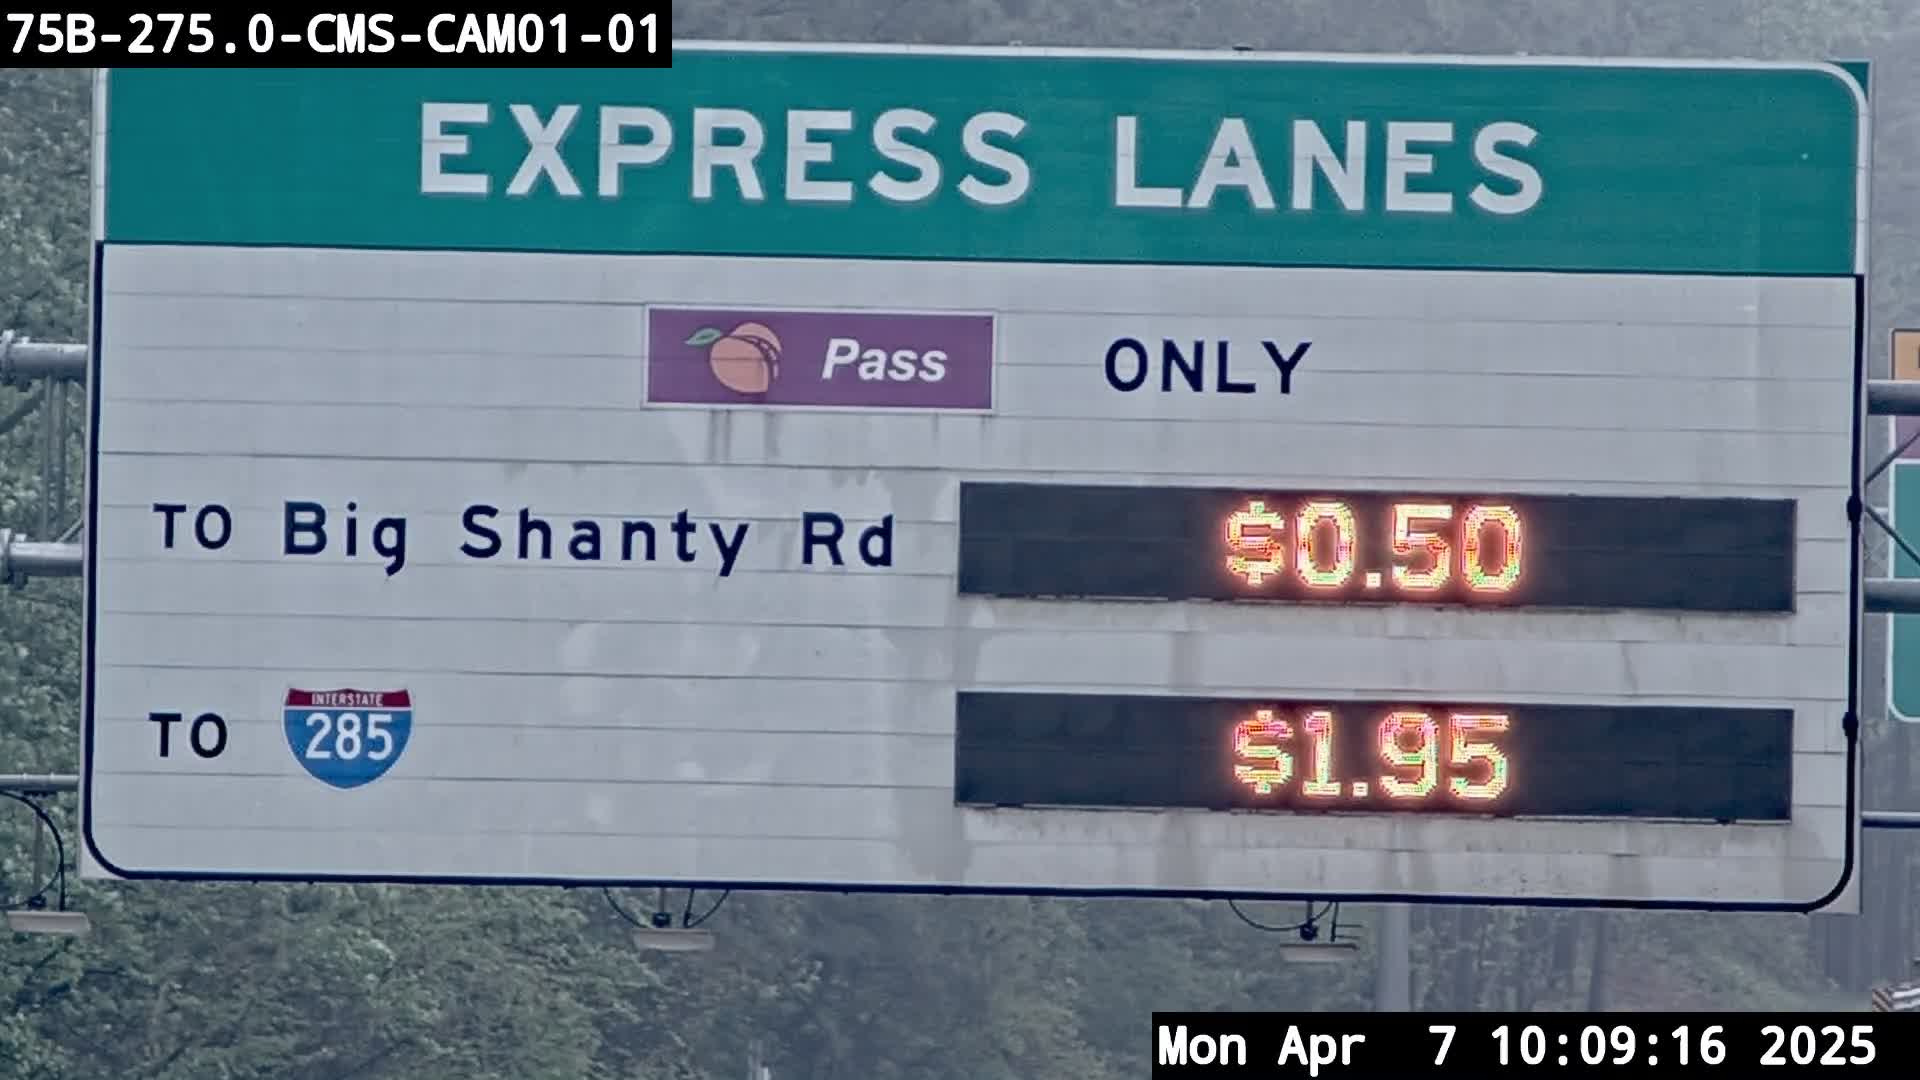 75B-275.0-CMS-CAM01-01
EXPRESS LANES
Pass ONLY
TO Big Shanty Rd $0.50
INTERSTATE
TO 285 $1.95
Mon Apr 7 10:09:16 2025